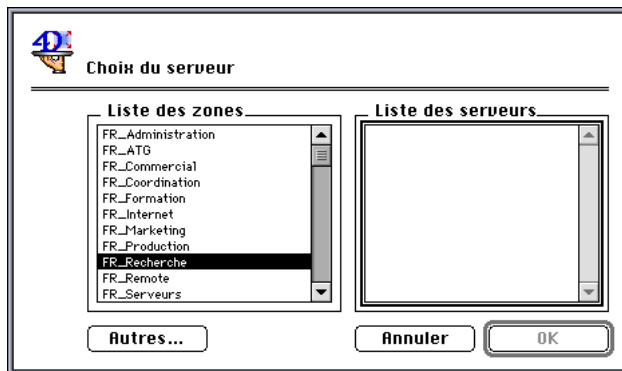 4D
Choix du serveur
Liste des zones
Liste des serveurs
FR_Administration
FR_ATG
FR_Commercial
FR_Coordination
FR_Formation
FR_Internet
FR_Marketing
FR_Production
FR_Recherche
FR_Remote
FR_Serveurs
Autres...
Annuler
OK